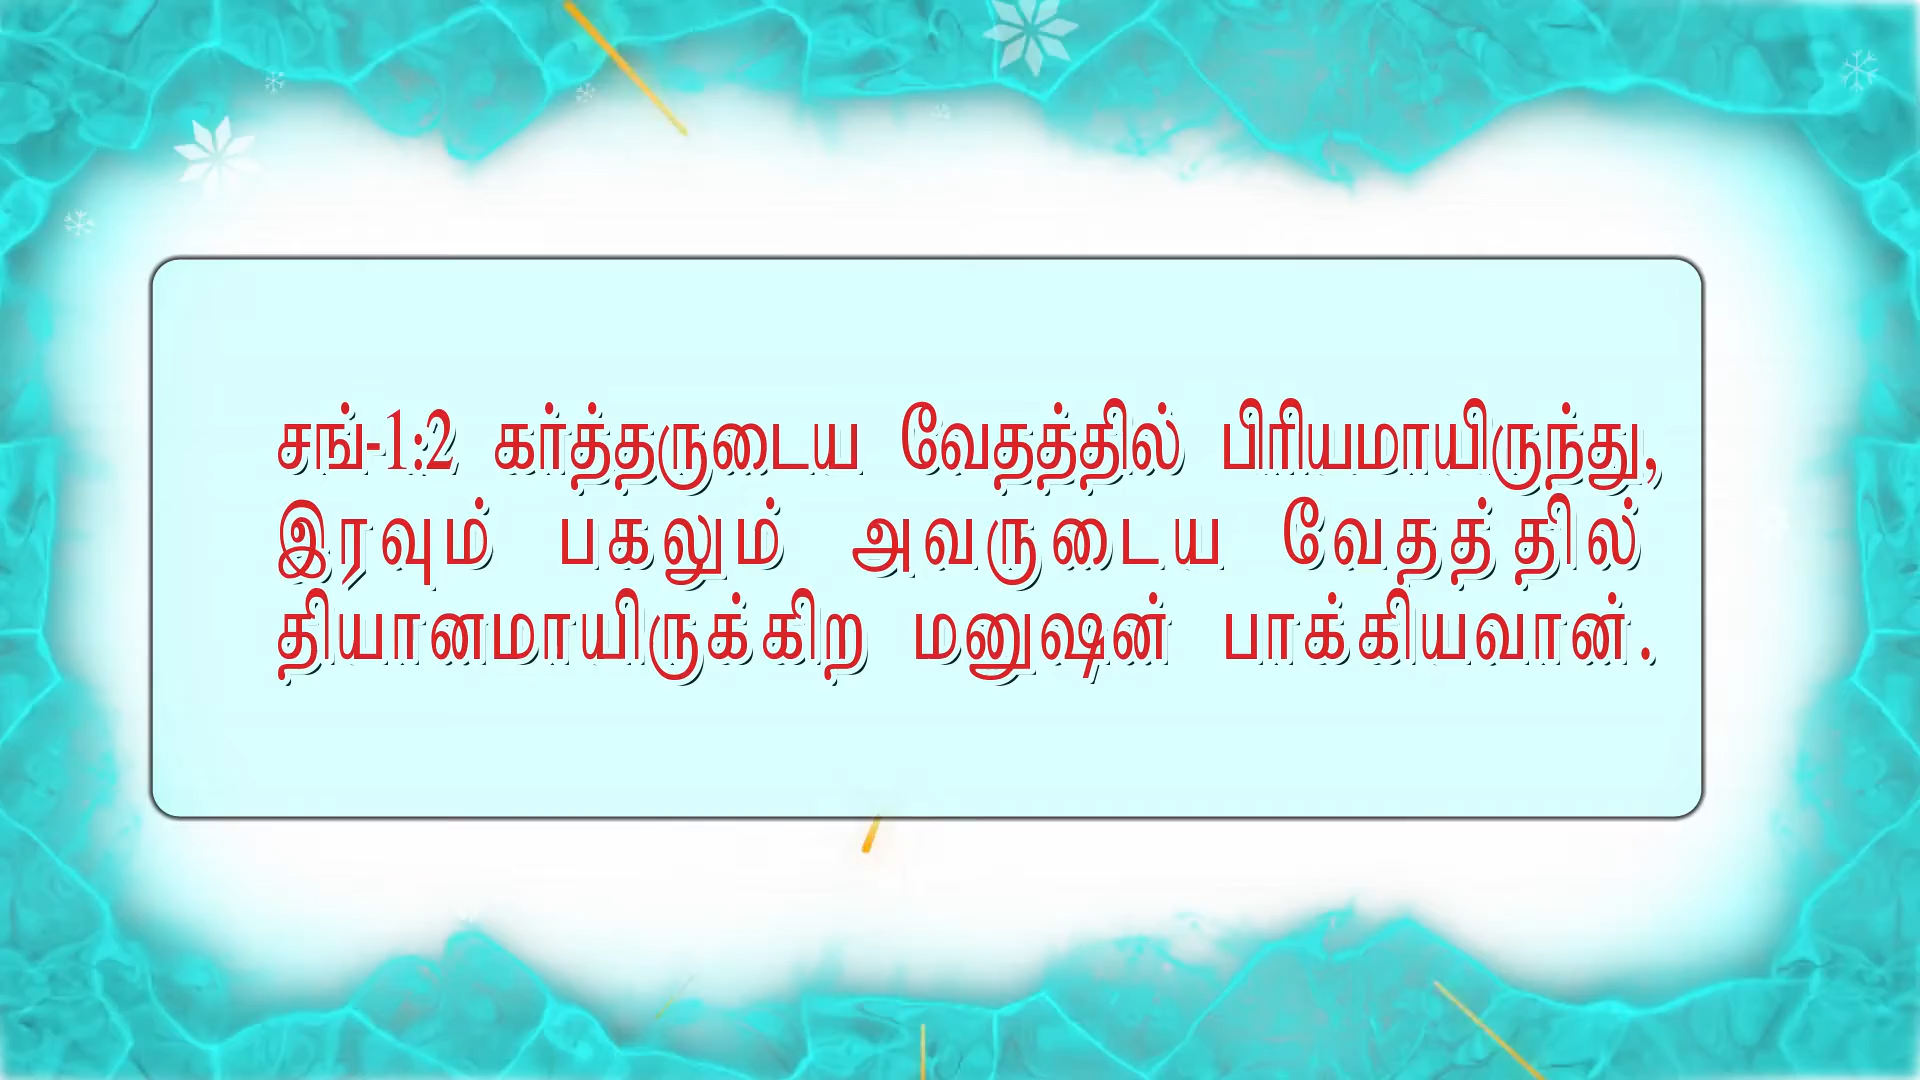 சங்-1:2 கர்த்தருடைய வேதத்தில் பிரியமாயிருந்து,
இரவும் பகலும் அவருடைய வேதத்தில்
தியானமாயிருக்கிற மனுஷன் பாக்கியவான்.